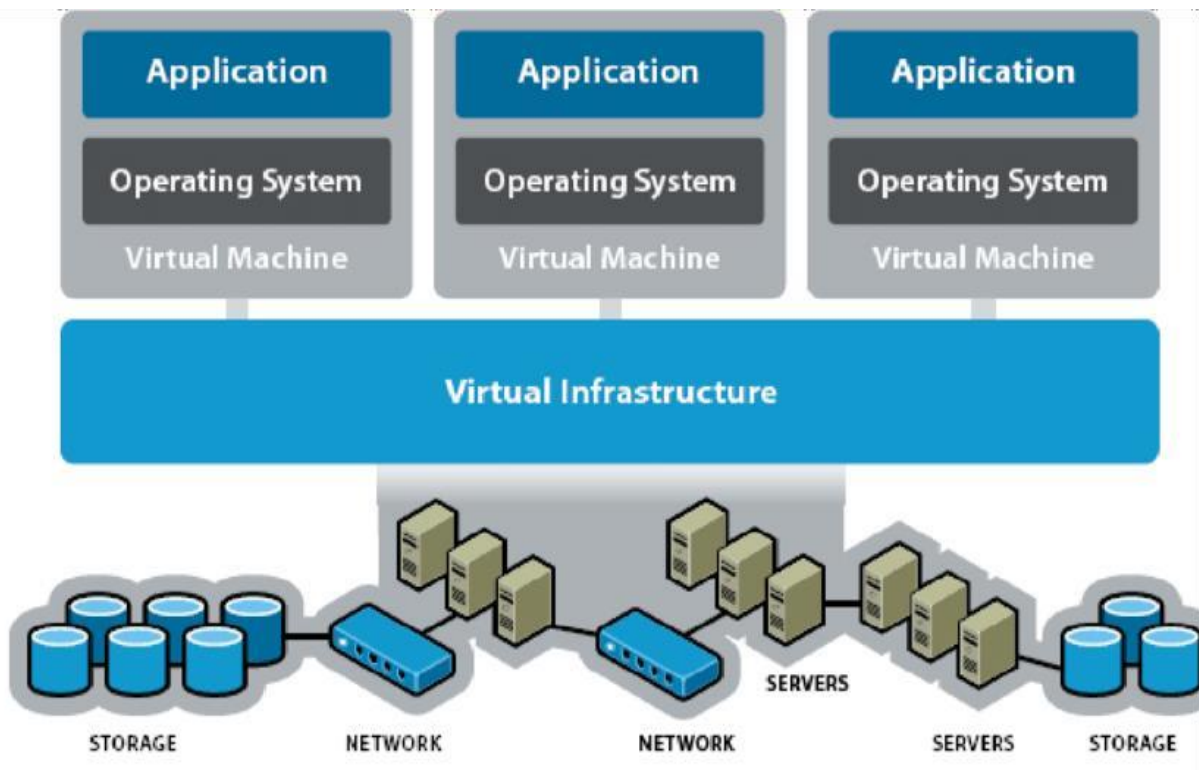 Application
Application
Application
Operating System
Operating System
Operating System
Virtual Machine
Virtual Machine
Virtual Machine
Virtual Infrastructure
SERVERS
STORAGE
NETWORK
NETWORK
SERVERS
STORAGE